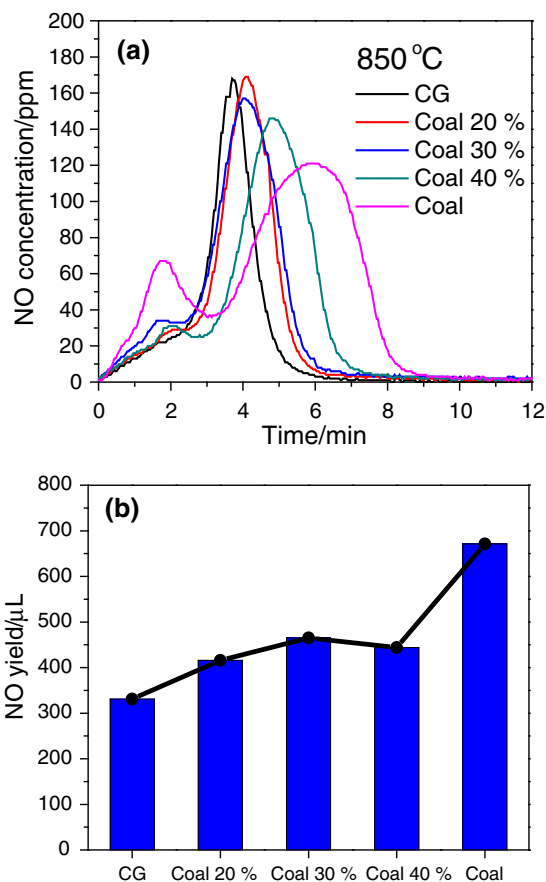 (a)
850 °C
CG
Coal 20 %
Coal 30 %
Coal 40 %
Coal
NO concentration/ppm
200
180
160
140
120
100
80
60
40
20
0
0 2 4 6 8 10 12
Time/min
(b)
NO yield/μL
800
700
600
500
400
300
200
100
0
CG Coal 20 % Coal 30 % Coal 40 % Coal